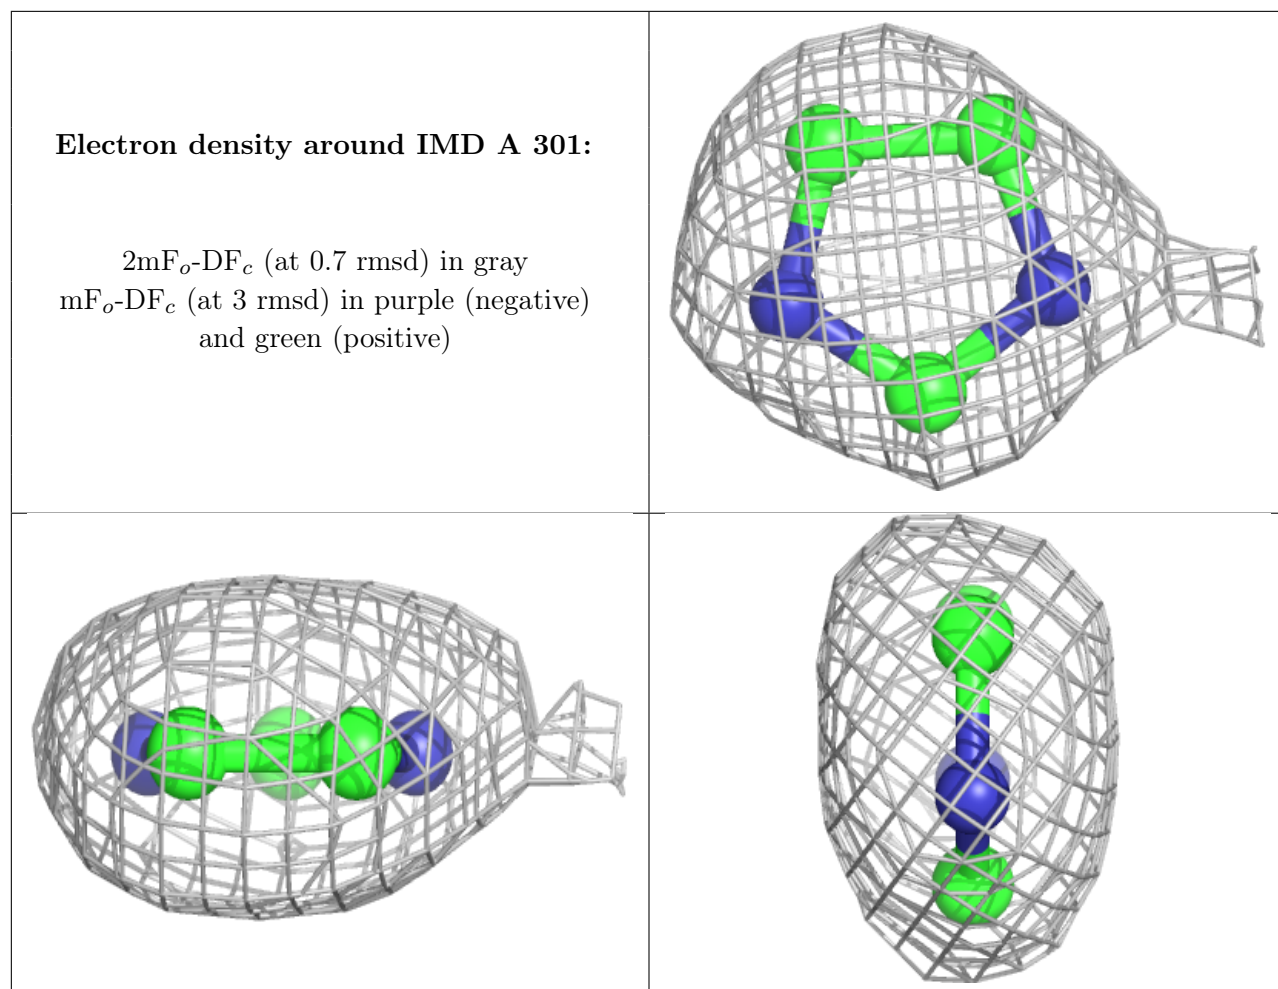 Electron density around IMD A 301:
2mFo-DFc (at 0.7 rmsd) in gray
mFo-DFc (at 3 rmsd) in purple (negative)
and green (positive)